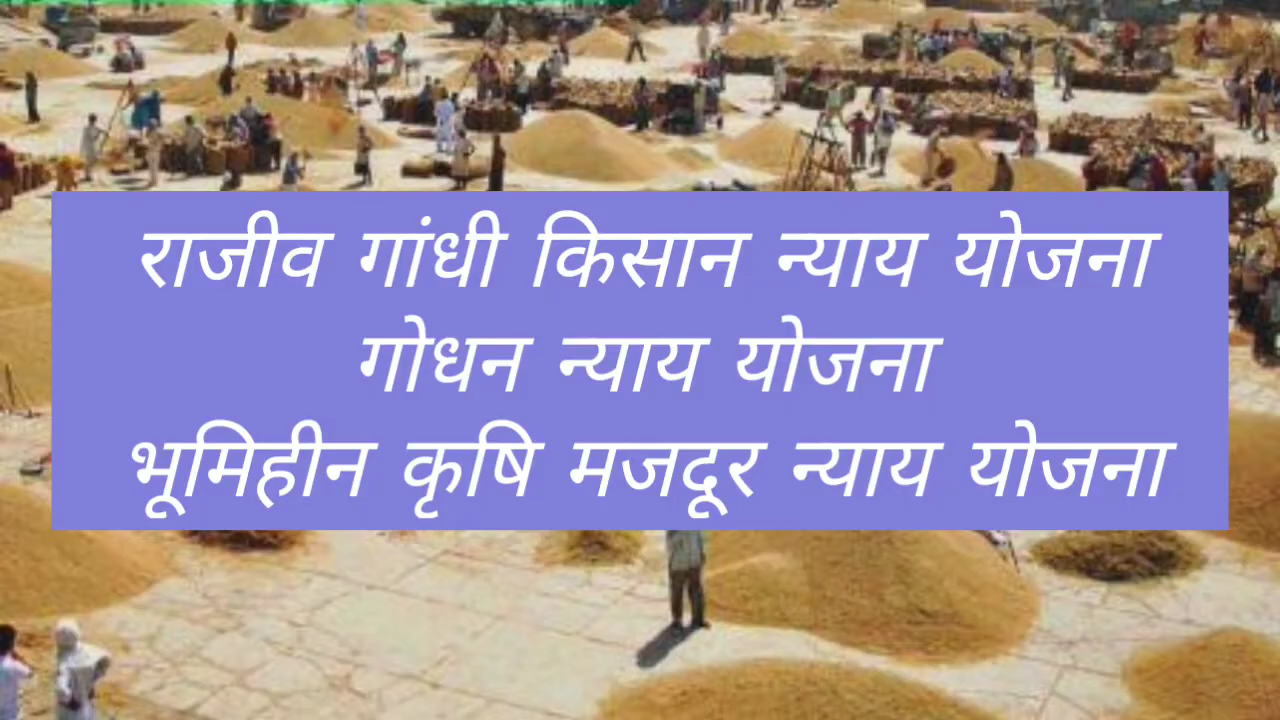 राजीव गांधी किसान न्याय योजना
गोधन न्याय योजना
भूमिहीन कृषि मजदूर न्याय योजना